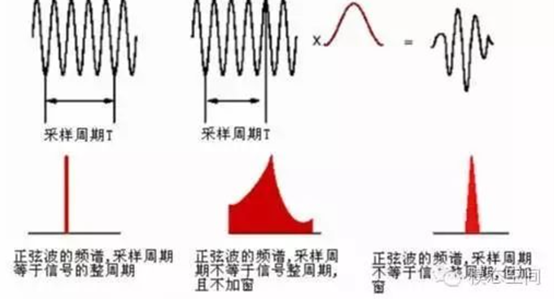 X
=
采样周期T
采样周期T
正弦波的频谱,采样周期
等于信号的整周期
正弦波的频谱,采样周
期不等于信号整周期,
且不加窗
正弦波的频谱,采样周期
不等于信号整周期,但加
窗
模态空间